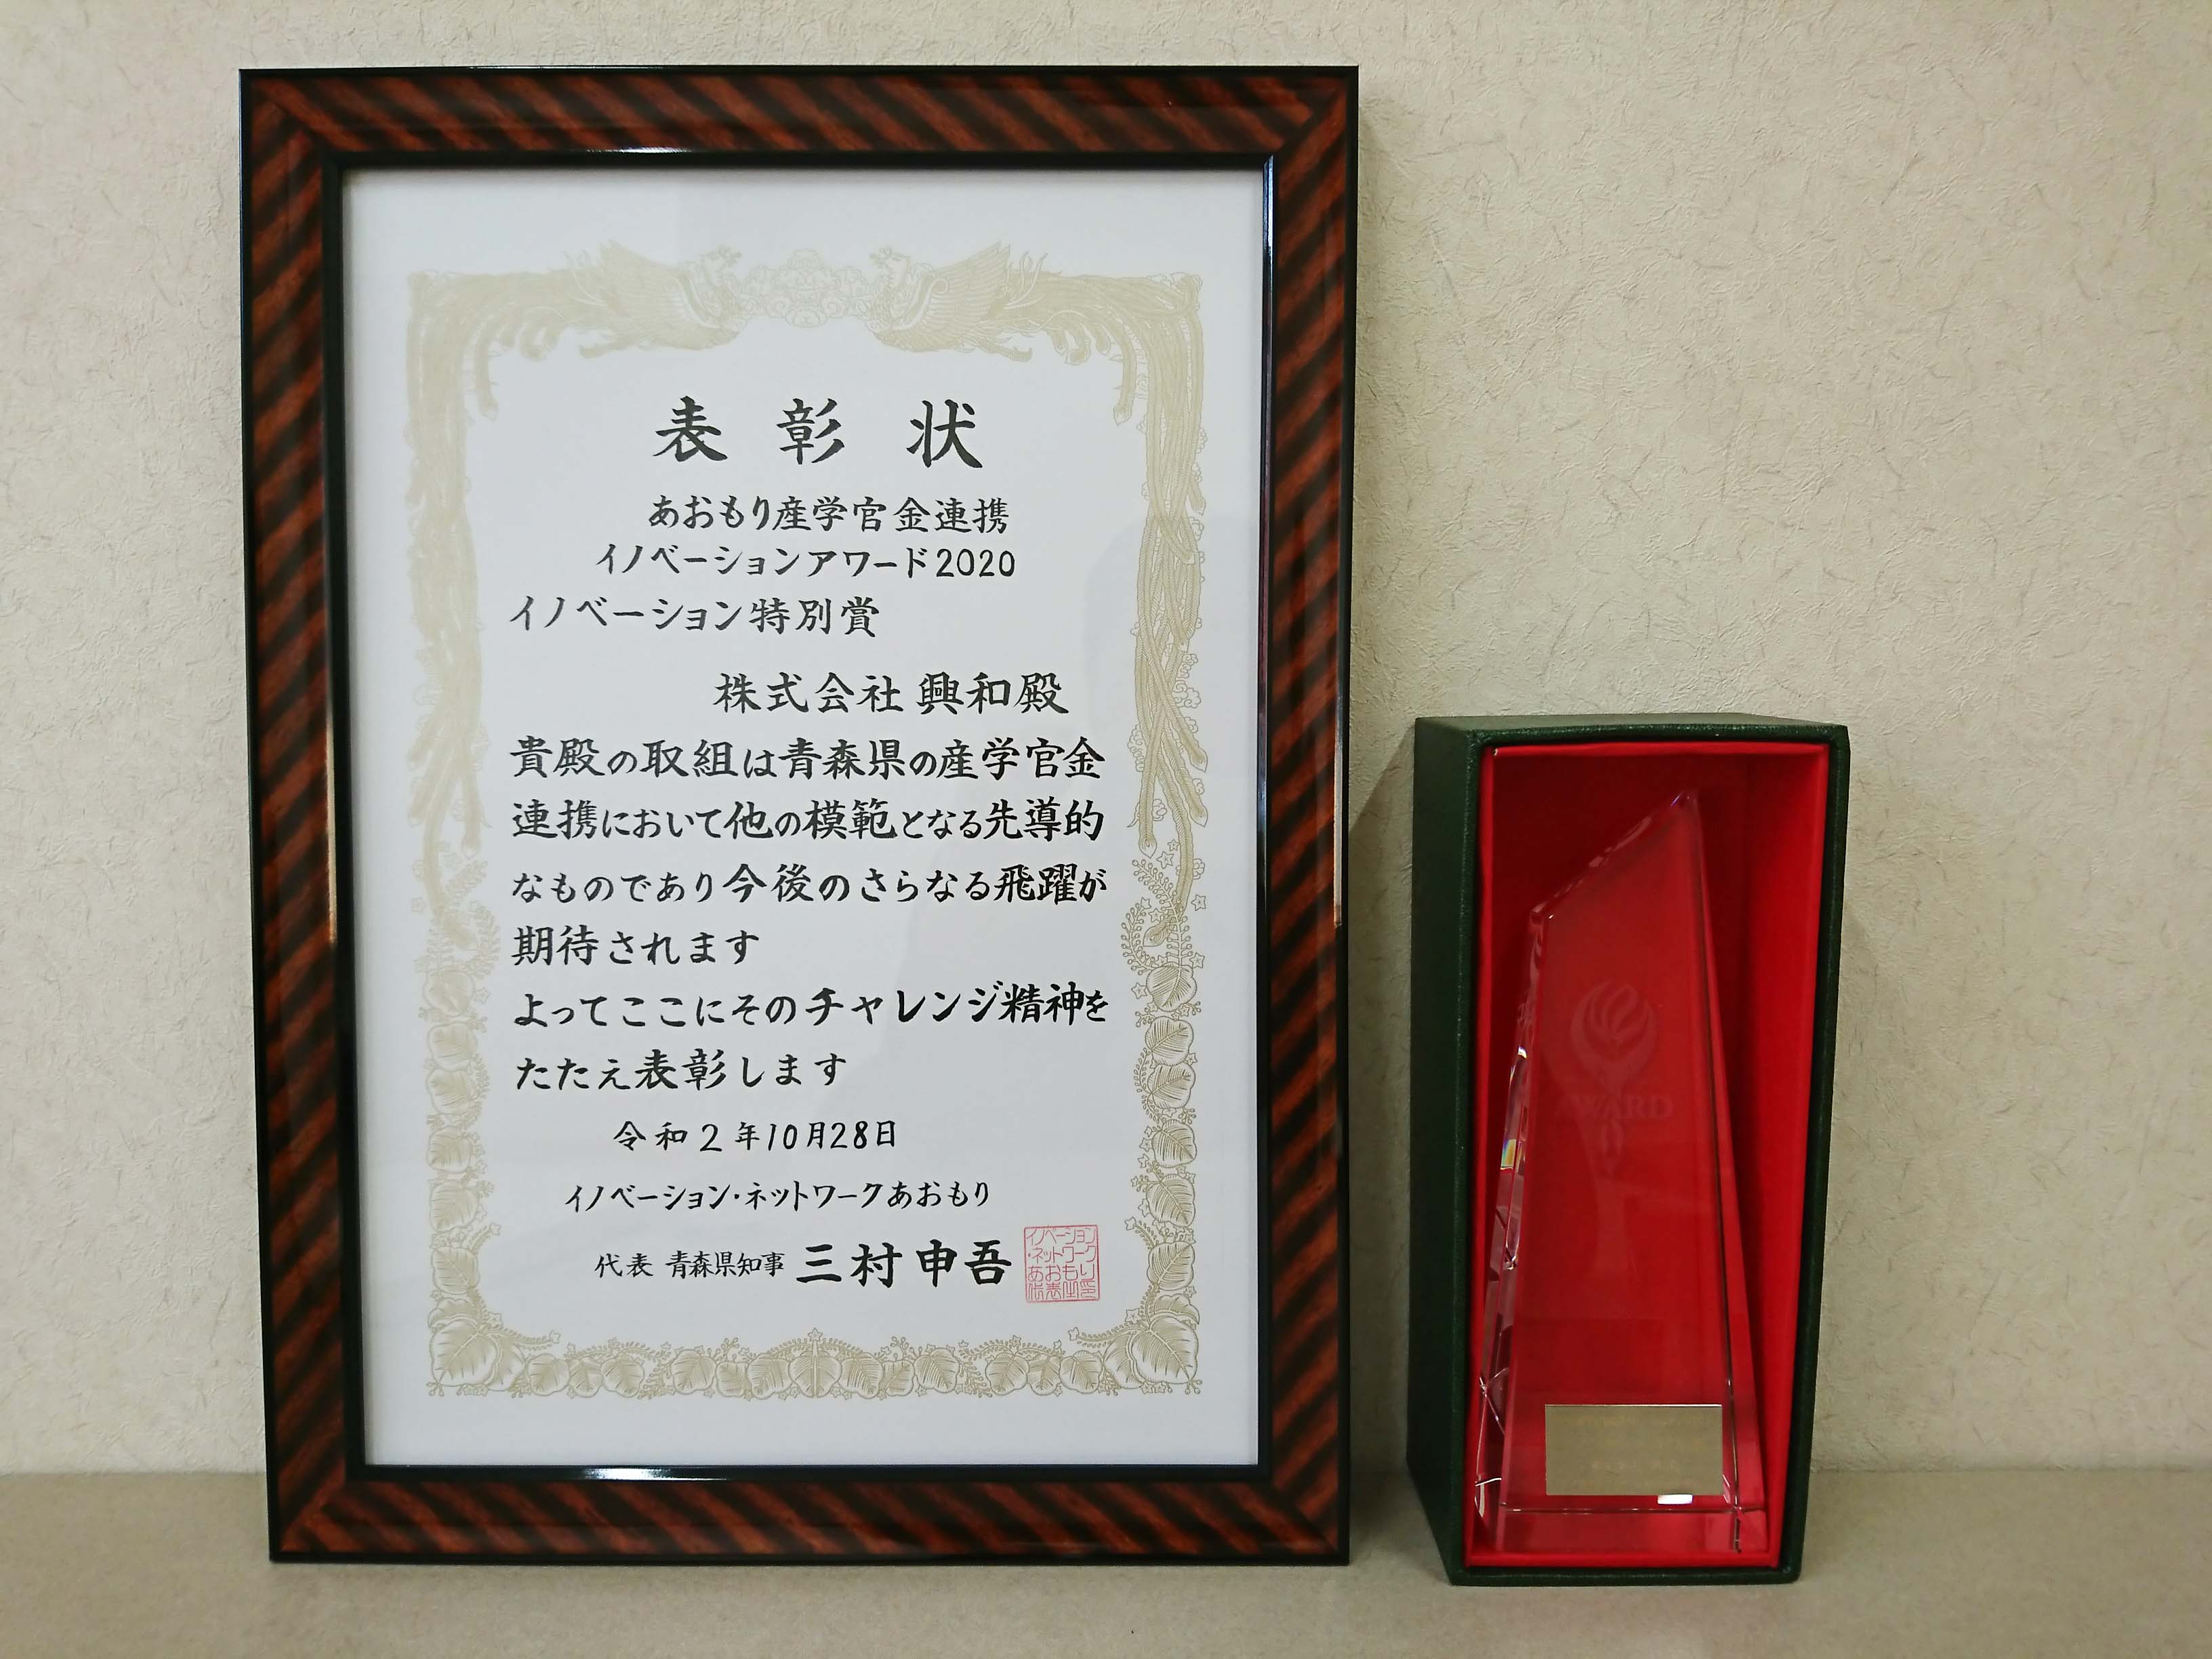 表彰状
あおもり産学官金連携
イノベーションアワード2020
イノベーション特別賞
株式会社興和殿
貴殿の取組は青森県の産学官金
連携において他の模範となる先導的
なものであり今後のさらなる飛躍が
期待されます
よってここにそのチャレンジ精神を
たたえ表彰します
令和2年10月28日
イノベーション・ネットワークあおもり
代表 青森県知事 三村申吾
イノベーション
・ネットワーク
あおもり
代表之印
AWARD